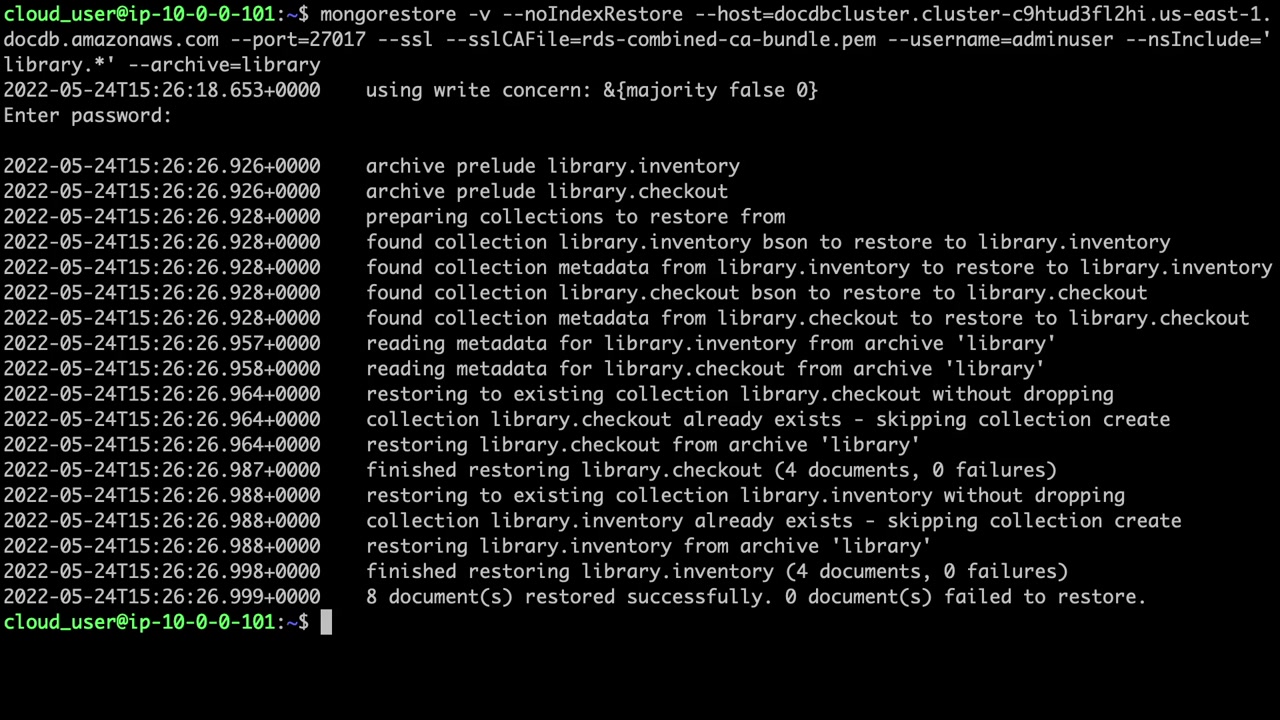 cloud_user@ip-10-0-0-101:~$ mongorestore -v --noIndexRestore --host=docdbcluster.cluster-c9htud3fl2hi.us-east-1.
docdb.amazonaws.com --port=27017 --ssl --sslCAFile=rds-combined-ca-bundle.pem --username=adminuser --nsInclude='
library.*' --archive=library
2022-05-24T15:26:18.653+0000    using write concern: &{majority false 0}
Enter password:
2022-05-24T15:26:26.926+0000    archive prelude library.inventory
2022-05-24T15:26:26.926+0000    archive prelude library.checkout
2022-05-24T15:26:26.928+0000    preparing collections to restore from
2022-05-24T15:26:26.928+0000    found collection library.inventory bson to restore to library.inventory
2022-05-24T15:26:26.928+0000    found collection metadata from library.inventory to restore to library.inventory
2022-05-24T15:26:26.928+0000    found collection library.checkout bson to restore to library.checkout
2022-05-24T15:26:26.928+0000    found collection metadata from library.checkout to restore to library.checkout
2022-05-24T15:26:26.957+0000    reading metadata for library.inventory from archive 'library'
2022-05-24T15:26:26.958+0000    reading metadata for library.checkout from archive 'library'
2022-05-24T15:26:26.964+0000    restoring to existing collection library.checkout without dropping
2022-05-24T15:26:26.964+0000    collection library.checkout already exists - skipping collection create
2022-05-24T15:26:26.964+0000    restoring library.checkout from archive 'library'
2022-05-24T15:26:26.987+0000    finished restoring library.checkout (4 documents, 0 failures)
2022-05-24T15:26:26.988+0000    restoring to existing collection library.inventory without dropping
2022-05-24T15:26:26.988+0000    collection library.inventory already exists - skipping collection create
2022-05-24T15:26:26.988+0000    restoring library.inventory from archive 'library'
2022-05-24T15:26:26.998+0000    finished restoring library.inventory (4 documents, 0 failures)
2022-05-24T15:26:26.999+0000    8 document(s) restored successfully. 0 document(s) failed to restore.
cloud_user@ip-10-0-0-101:~$